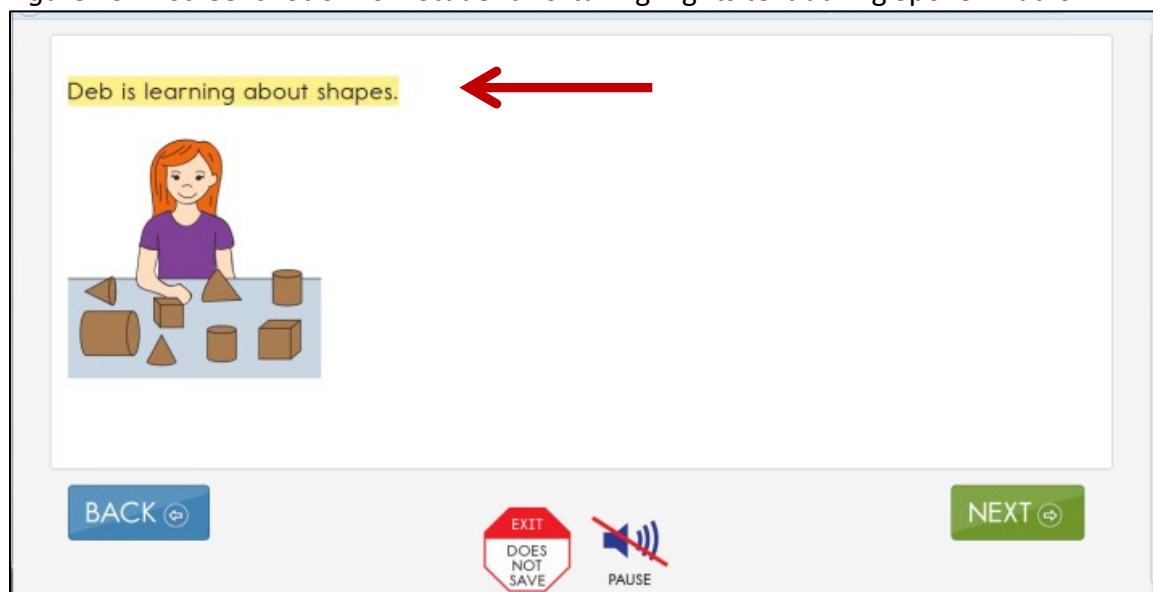 Deb is learning about shapes.
BACK
NEXT
EXIT
DOES
NOT
SAVE
PAUSE